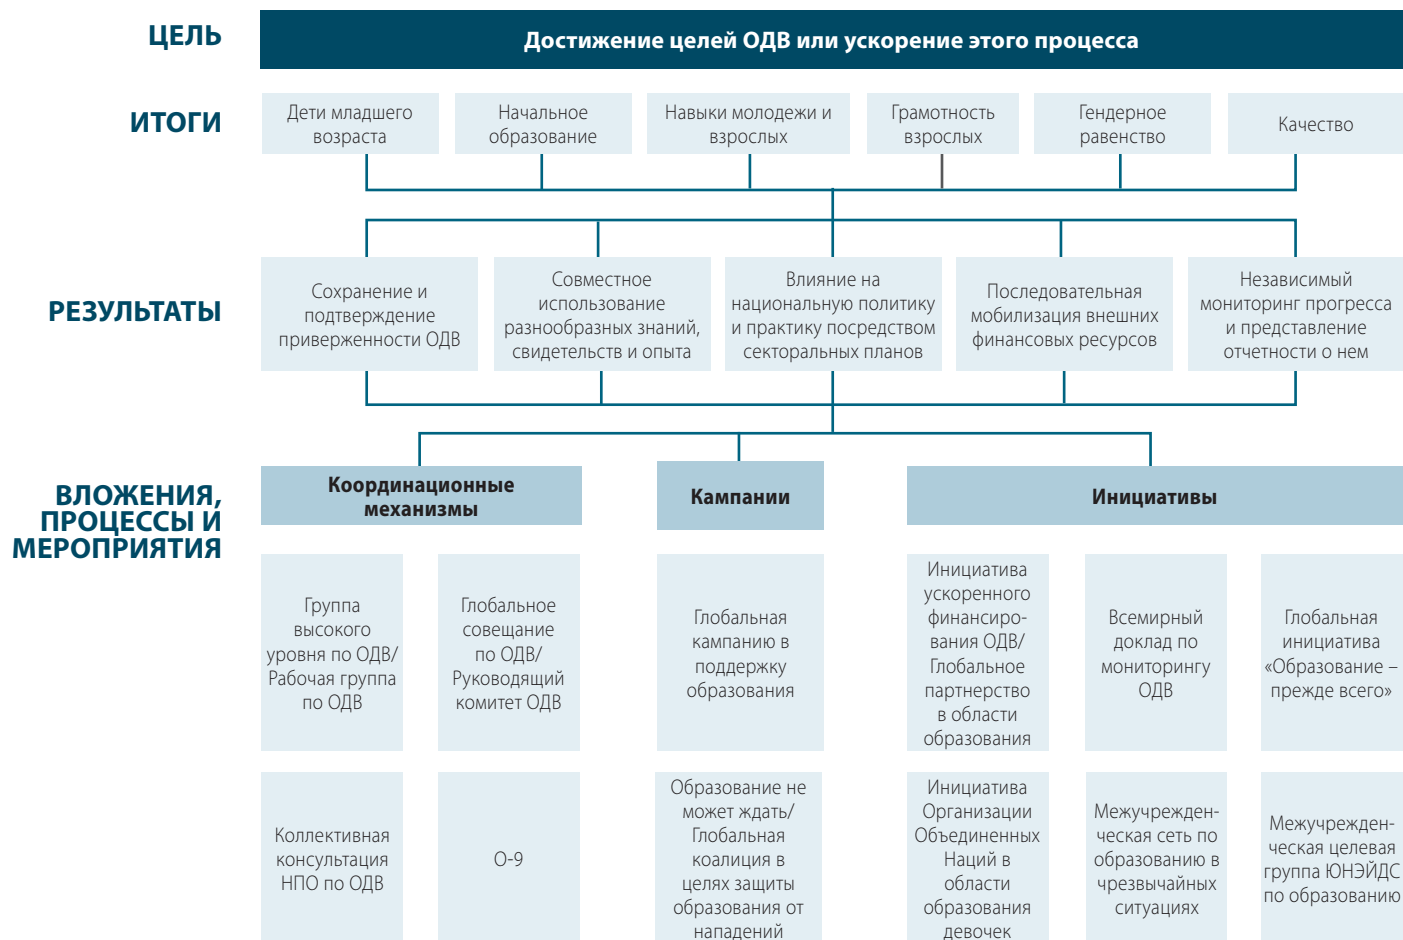 ЦЕЛЬ
Достижение целей ОДВ или ускорение этого процесса
ИТОГИ
Дети младшего
возраста
Начальное
образование
Навыки молодежи и
взрослых
Грамотность
взрослых
Гендерное
равенство
Качество
РЕЗУЛЬТАТЫ
Сохранение и
подтверждение
приверженности ОДВ
Совместное
использование
разнообразных знаний,
свидетельств и опыта
Влияние на
национальную политику
и практику посредством
секторальных планов
Последовательная
мобилизация внешних
финансовых ресурсов
Независимый
мониторинг прогресса
и представление
отчетности о нем
ВЛОЖЕНИЯ,
ПРОЦЕССЫ И
МЕРОПРИЯТИЯ
Координационные
механизмы
Кампании
Инициативы
Группа
высокого
уровня по ОДВ/
Рабочая группа
по ОДВ
Глобальное
совещание
по ОДВ/
Руководящий
комитет ОДВ
Глобальная
кампанию в
поддержку
образования
Инициатива
ускоренного
финансиро-
вания ОДВ/
Глобальное
партнерство
в области
образования
Всемирный
доклад по
мониторингу
ОДВ
Глобальная
инициатива
«Образование –
прежде всего»
Коллективная
консультация
НПО по ОДВ
О-9
Образование не
может ждать/
Глобальная
коалиция в
целях защиты
образования от
нападений
Инициатива
Организации
Объединенных
Наций в
области
образования
девочек
Межучрежден-
ческая сеть по
образованию в
чрезвычайных
ситуациях
Межучрежден-
ческая целевая
группа ЮНЭЙДС
по образованию